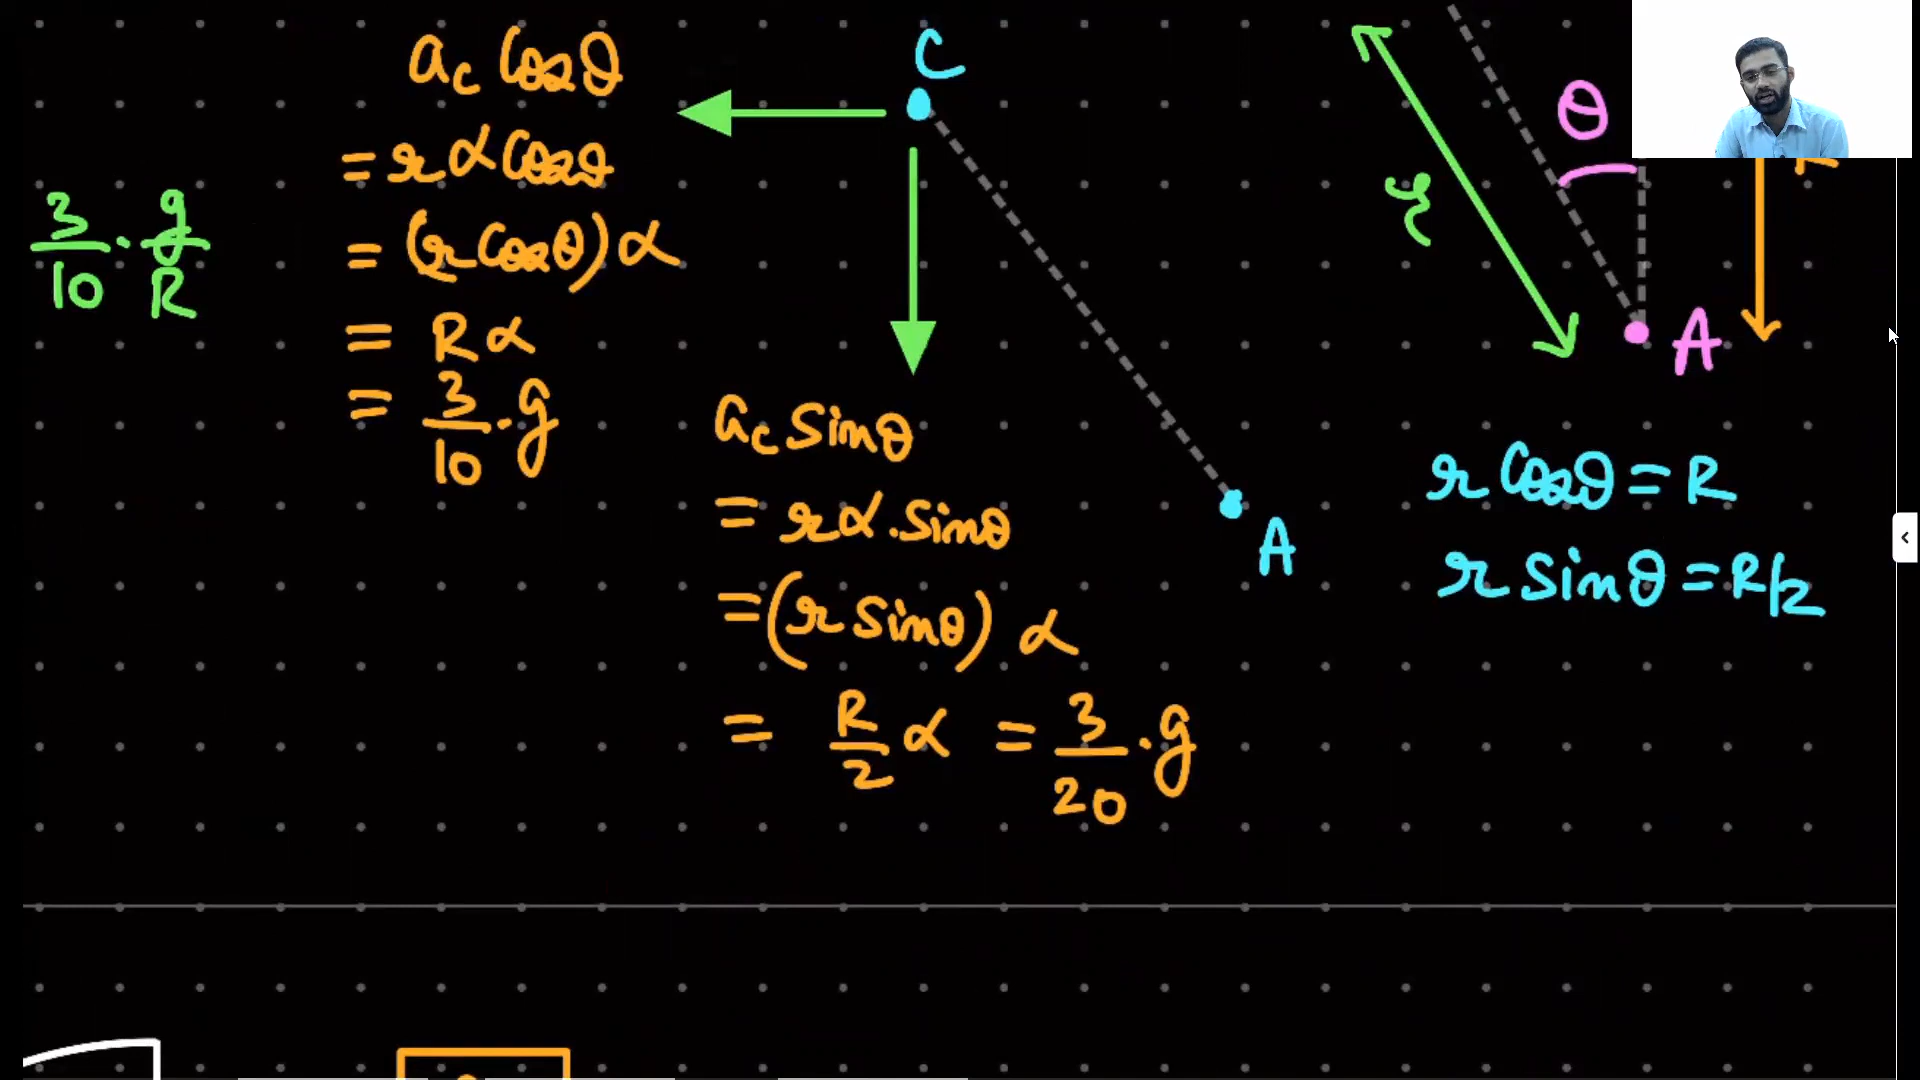 a_c Cosθ
= rα Cosθ
= (r Cosθ) α
= Rα
= 3/10 · g
3/10 · g/R
C
A
a_c Sinθ
= rα · Sinθ
= (r Sinθ) α
= R/2 α = 3/20 · g
θ
r
A
r Cosθ = R
r Sinθ = R/2